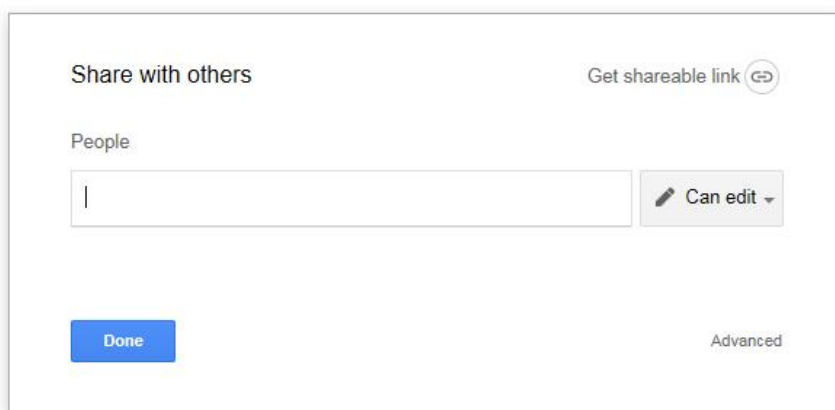 Share with others
Get shareable link
People
Can edit
Done
Advanced